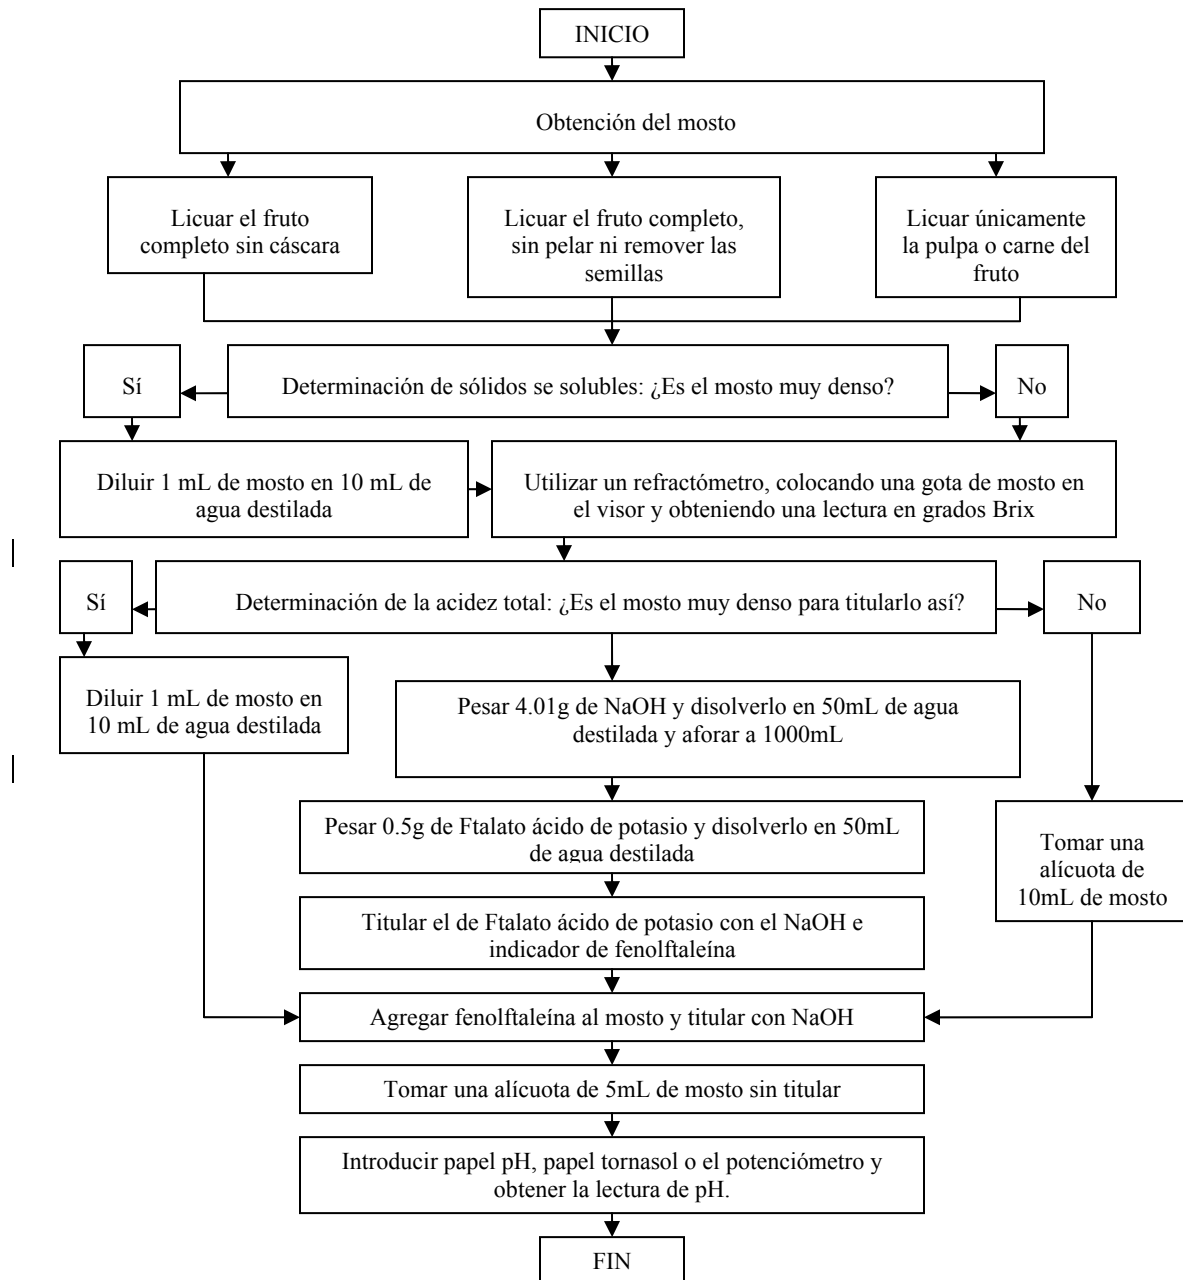 INICIO
Obtención del mosto
Licuar el fruto
completo sin cáscara
Licuar el fruto completo,
sin pelar ni remover las
semillas
Licuar únicamente
la pulpa o carne del
fruto
Sí
Determinación de sólidos se solubles: ¿Es el mosto muy denso?
No
Diluir 1 mL de mosto en 10 mL de
agua destilada
Utilizar un refractómetro, colocando una gota de mosto en
el visor y obteniendo una lectura en grados Brix
Sí
Determinación de la acidez total: ¿Es el mosto muy denso para titularlo así?
No
Diluir 1 mL de mosto en
10 mL de agua destilada
Pesar 4.01g de NaOH y disolverlo en 50mL de agua
destilada y aforar a 1000mL
Pesar 0.5g de Ftalato ácido de potasio y disolverlo en 50mL
de agua destilada
Tomar una
alícuota de
10mL de mosto
Titular el de Ftalato ácido de potasio con el NaOH e
indicador de fenolftaleína
Agregar fenolftaleína al mosto y titular con NaOH
Tomar una alícuota de 5mL de mosto sin titular
Introducir papel pH, papel tornasol o el potenciómetro y
obtener la lectura de pH.
FIN